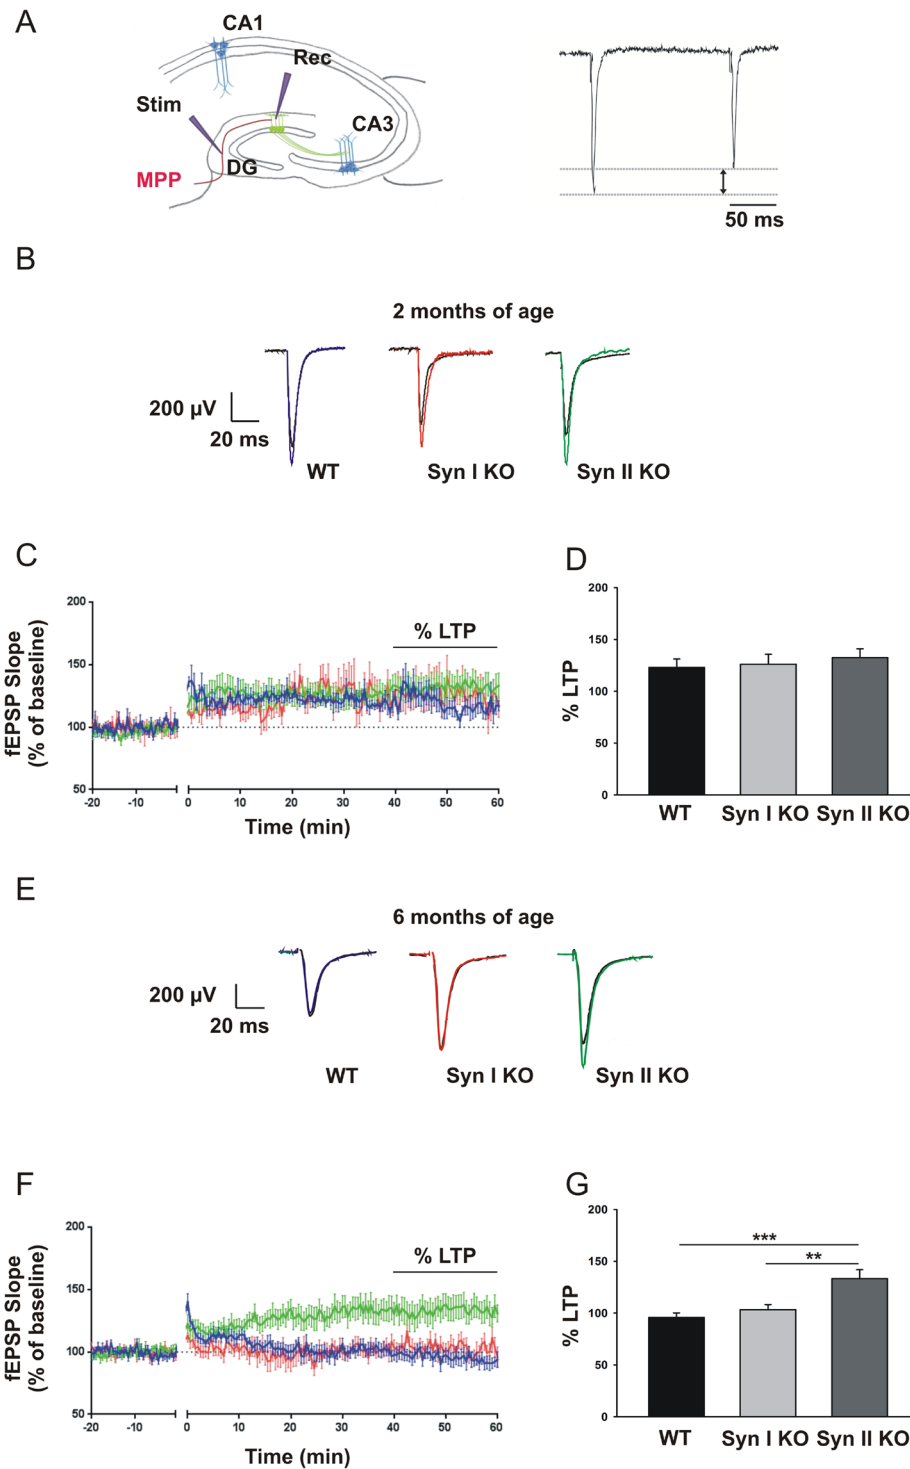 A
CA1
Rec
Stim
CA3
DG
MPP
50 ms
B
2 months of age
200 µV
20 ms
WT
Syn I KO
Syn II KO
C
fEPSP Slope
(% of baseline)
200
150
100
50
% LTP
-20 -10 0 10 20 30 40 50 60
Time (min)
D
% LTP
200
150
100
50
0
WT Syn I KO Syn II KO
E
6 months of age
200 µV
20 ms
WT
Syn I KO
Syn II KO
F
fEPSP Slope
(% of baseline)
200
150
100
50
% LTP
-20 -10 0 10 20 30 40 50 60
Time (min)
G
% LTP
200
150
100
50
0
***
**
WT Syn I KO Syn II KO